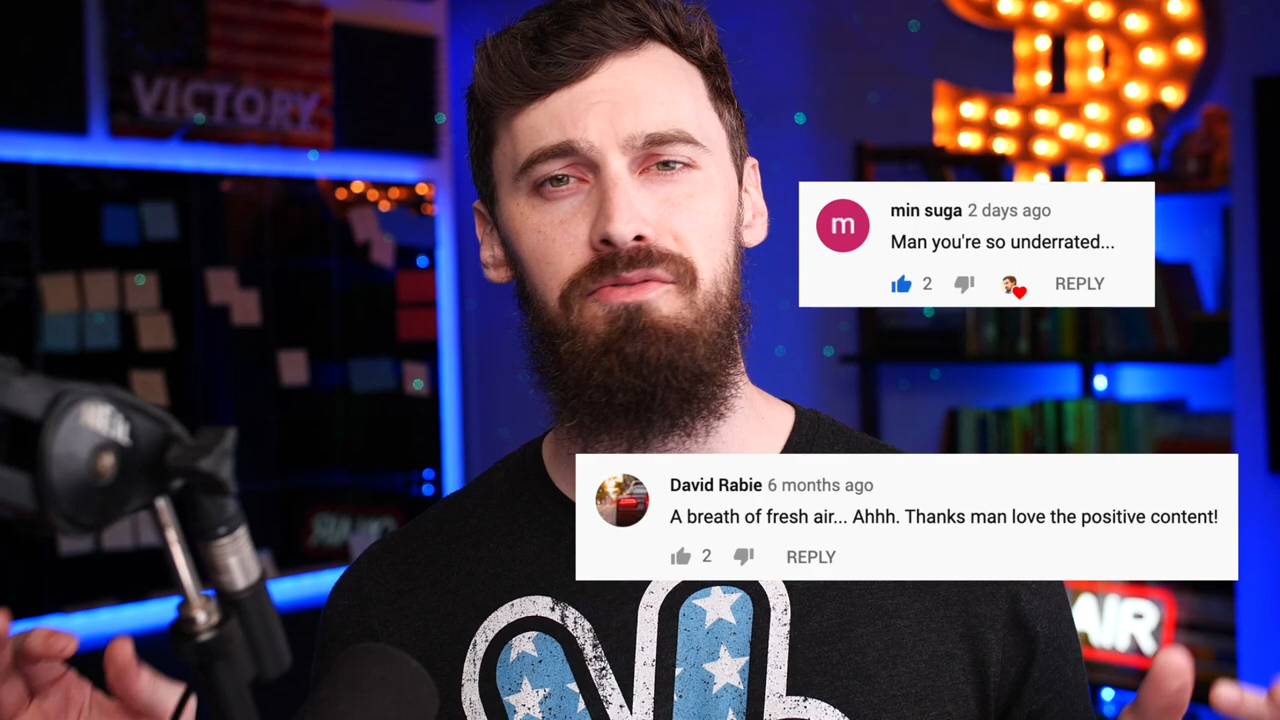 VICTORY
min suga 2 days ago
Man you're so underrated...
2 REPLY
David Rabie 6 months ago
A breath of fresh air... Ahhh. Thanks man love the positive content!
2 REPLY
AIR
m